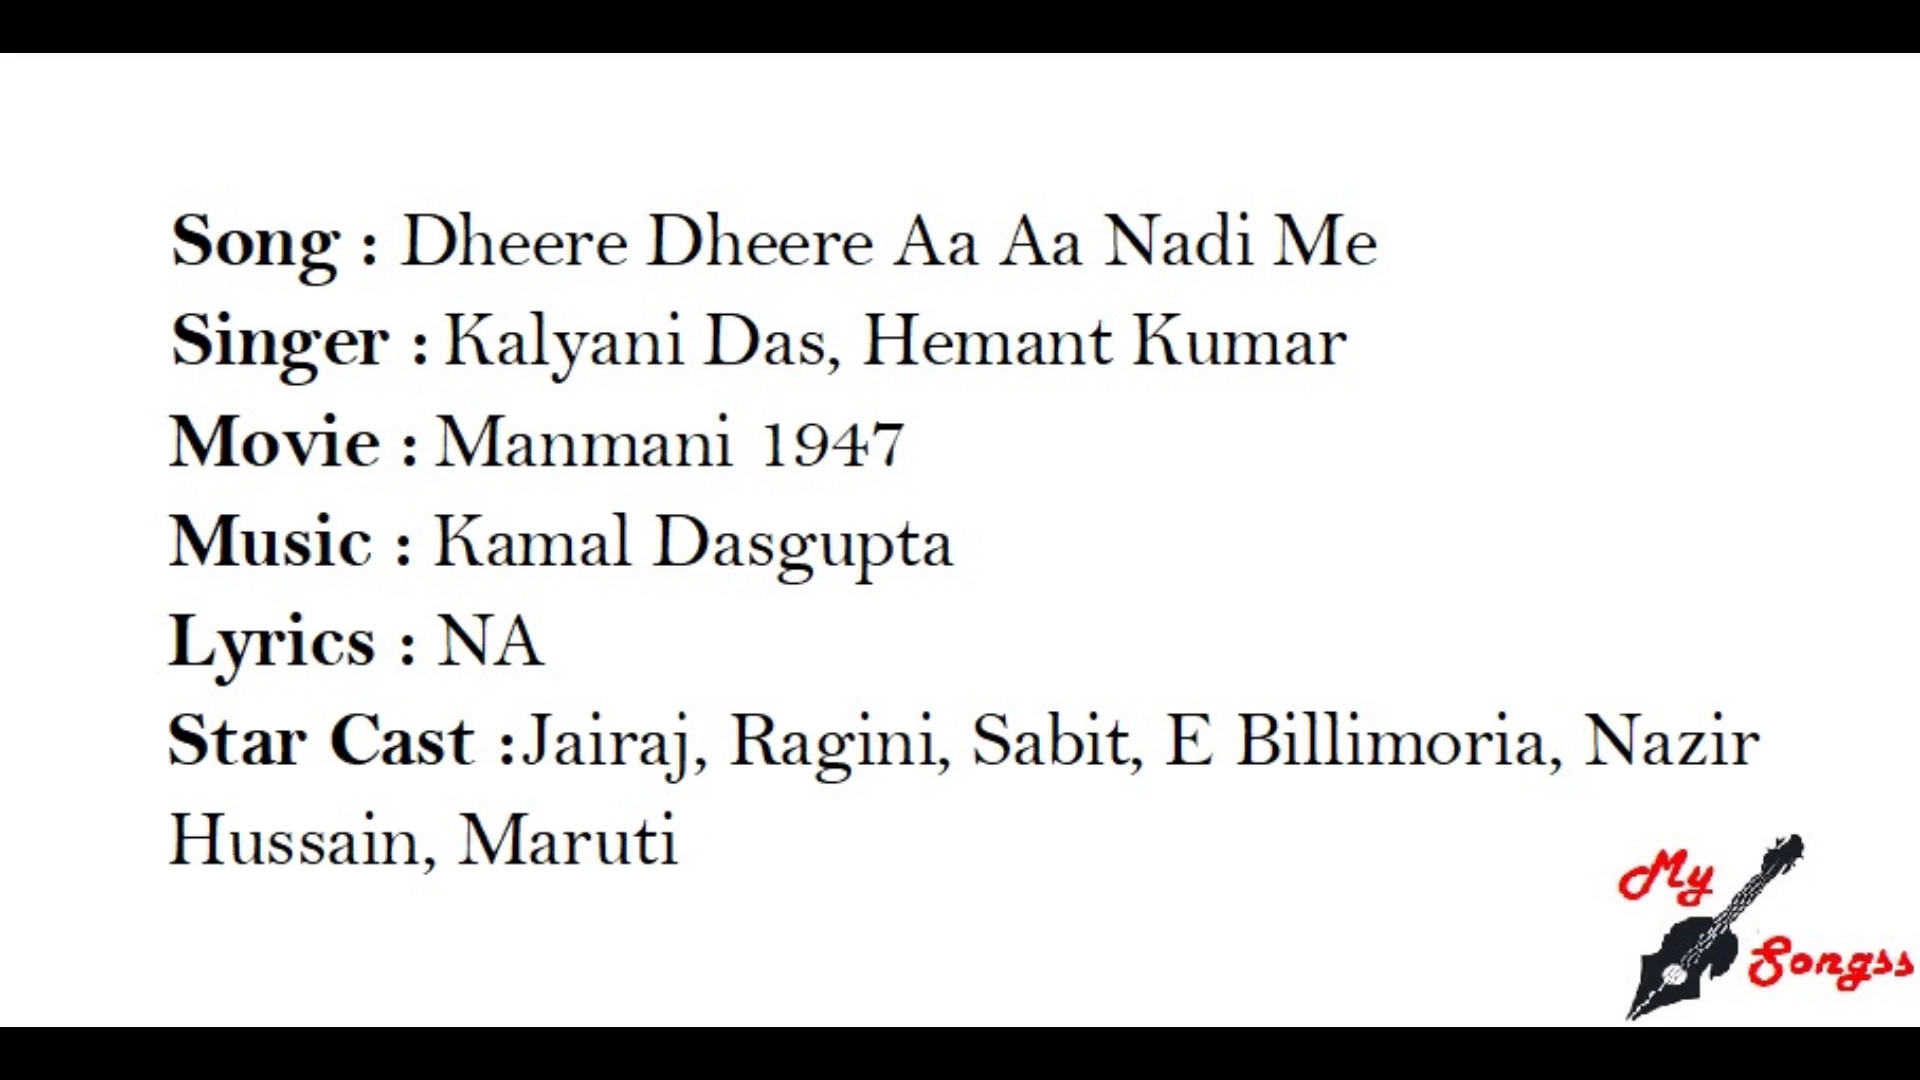 Song : Dheere Dheere Aa Aa Nadi Me
Singer : Kalyani Das, Hemant Kumar
Movie : Manmani 1947
Music : Kamal Dasgupta
Lyrics : NA
Star Cast :Jairaj, Ragini, Sabit, E Billimoria, Nazir
Hussain, Maruti
My
Songss